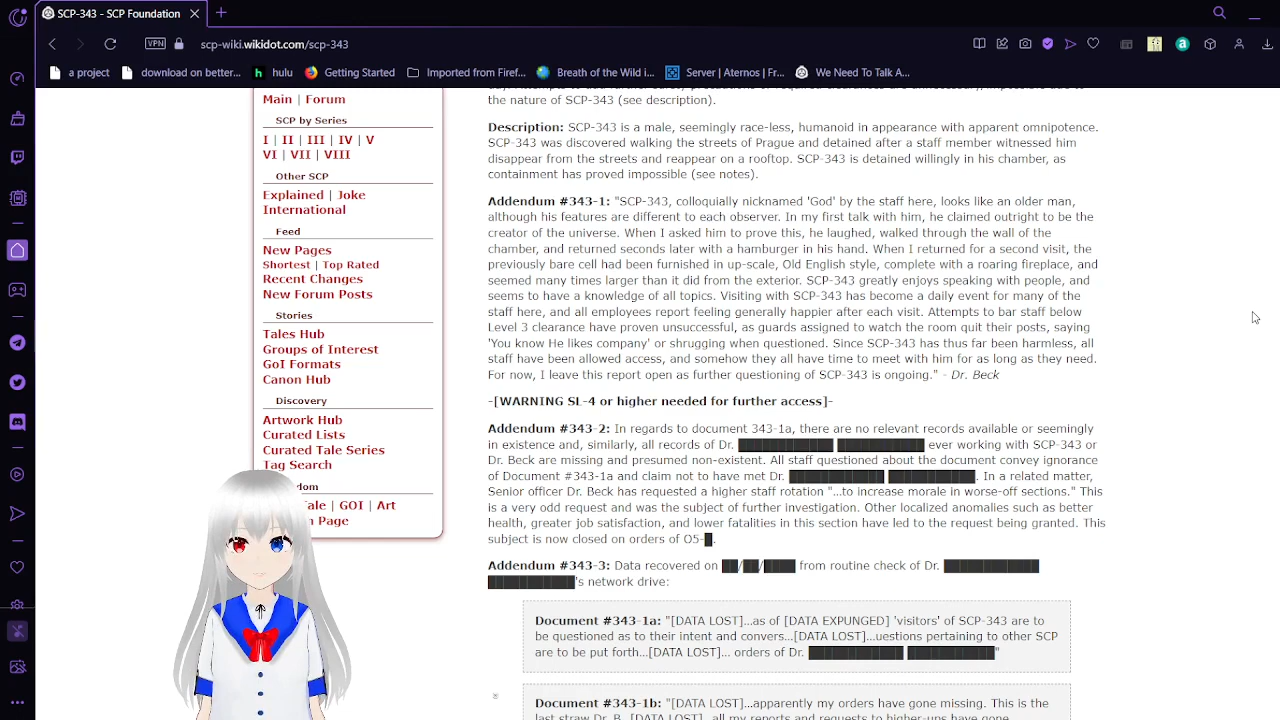 SCP-343 - SCP Foundation
VPN
scp-wiki.wikidot.com/scp-343
a project
download on better...
hulu
Getting Started
Imported from Firef...
Breath of the Wild i...
Server | Aternos | Fr...
We Need To Talk A...
Main | Forum
SCP by Series
I | II | III | IV | V
VI | VII | VIII
Other SCP
Explained | Joke
International
Feed
New Pages
Shortest | Top Rated
Recent Changes
New Forum Posts
Stories
Tales Hub
Groups of Interest
GoI Formats
Canon Hub
Discovery
Artwork Hub
Curated Lists
Curated Tale Series
Tag Search
dom
ale | GOI | Art
Page
the nature of SCP-343 (see description).
Description: SCP-343 is a male, seemingly race-less, humanoid in appearance with apparent omnipotence.
SCP-343 was discovered walking the streets of Prague and detained after a staff member witnessed him
disappear from the streets and reappear on a rooftop. SCP-343 is detained willingly in his chamber, as
containment has proved impossible (see notes).
Addendum #343-1: "SCP-343, colloquially nicknamed 'God' by the staff here, looks like an older man,
although his features are different to each observer. In my first talk with him, he claimed outright to be the
creator of the universe. When I asked him to prove this, he laughed, walked through the wall of the
chamber, and returned seconds later with a hamburger in his hand. When I returned for a second visit, the
previously bare cell had been furnished in up-scale, Old English style, complete with a roaring fireplace, and
seemed many times larger than it did from the exterior. SCP-343 greatly enjoys speaking with people, and
seems to have a knowledge of all topics. Visiting with SCP-343 has become a daily event for many of the
staff here, and all employees report feeling generally happier after each visit. Attempts to bar staff below
Level 3 clearance have proven unsuccessful, as guards assigned to watch the room quit their posts, saying
'You know He likes company' or shrugging when questioned. Since SCP-343 has thus far been harmless, all
staff have been allowed access, and somehow they all have time to meet with him for as long as they need.
For now, I leave this report open as further questioning of SCP-343 is ongoing." - Dr. Beck
-[WARNING SL-4 or higher needed for further access]-
Addendum #343-2: In regards to document 343-1a, there are no relevant records available or seemingly
in existence and, similarly, all records of Dr. ████████████ ███████████ ever working with SCP-343 or
Dr. Beck are missing and presumed non-existent. All staff questioned about the document convey ignorance
of Document #343-1a and claim not to have met Dr. ████████████ ███████████. In a related matter,
Senior officer Dr. Beck has requested a higher staff rotation "...to increase morale in worse-off sections." This
is a very odd request and was the subject of further investigation. Other localized anomalies such as better
health, greater job satisfaction, and lower fatalities in this section have led to the request being granted. This
subject is now closed on orders of O5-█.
Addendum #343-3: Data recovered on ██/██/████ from routine check of Dr. ████████████
███████████'s network drive:
Document #343-1a: "[DATA LOST]...as of [DATA EXPUNGED] 'visitors' of SCP-343 are to
be questioned as to their intent and convers...[DATA LOST]...uestions pertaining to other SCP
are to be put forth...[DATA LOST]... orders of Dr. ████████████ ███████████"
Document #343-1b: "[DATA LOST]...apparently my orders have gone missing. This is the
last straw Dr. B...[DATA LOST]...all my reports and requests to higher-ups have gone